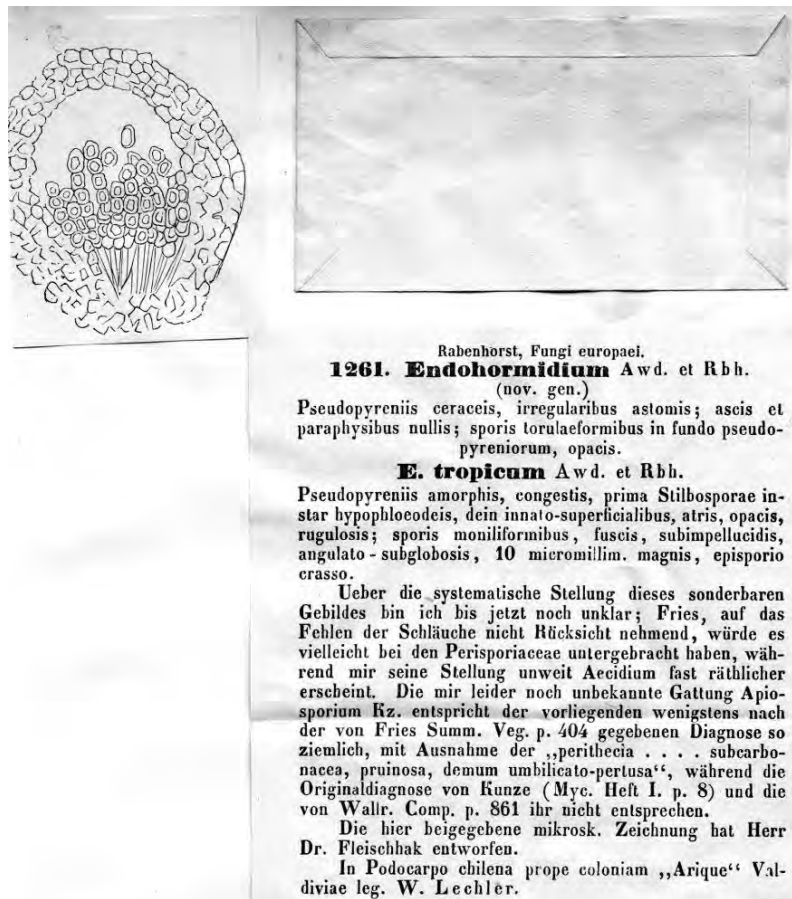 Rabenhorst, Fungi europaei.
1261. Endohormidium Awd. et Rbh.
(nov. gen.)
Pseudopyreniis ceraceis, irregularibus astomis; ascis et
paraphysibus nullis; sporis torulaeformibus in fundo pseudo-
pyreniorum, opacis.
E. tropicum Awd. et Rbh.
Pseudopyreniis amorphis, congestis, prima Stilbosporae in-
star hypophloeodeis, dein innato-superficialibus, atris, opacis,
rugulosis; sporis moniliformibus, fuscis, subimpellucidis,
angulato-subglobosis, 10 micromillim. magnis, episporio
crasso.
Ueber die systematische Stellung dieses sonderbaren
Gebildes bin ich bis jetzt noch unklar; Fries, auf das
Fehlen der Schläuche nicht Rücksicht nehmend, würde es
vielleicht bei den Perisporiaceae untergebracht haben, wäh-
rend mir seine Stellung unweit Aecidium fast räthlicher
erscheint. Die mir leider noch unbekannte Gattung Apio-
sporium Kz. entspricht der vorliegenden wenigstens nach
der von Fries Summ. Veg. p. 404 gegebenen Diagnose so
ziemlich, mit Ausnahme der „perithecia . . . . subcarbo-
nacea, pruinosa, demum umbilicato-pertusa“, während die
Originaldiagnose von Kunze (Myc. Heft I. p. 8) und die
von Wallr. Comp. p. 861 ihr nicht entsprechen.
Die hier beigegebene mikrosk. Zeichnung hat Herr
Dr. Fleischhak entworfen.
In Podocarpo chilena prope coloniam „Arique“ Val-
diviae leg. W. Lechler.